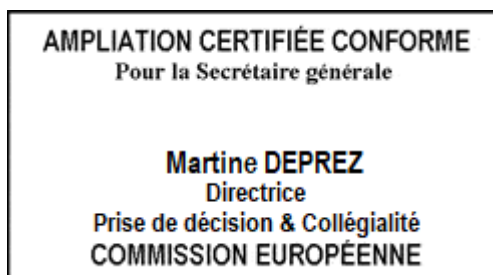 AMPLIATION CERTIFIÉE CONFORME
Pour la Secrétaire générale
Martine DEPREZ
Directrice
Prise de décision & Collégialité
COMMISSION EUROPÉENNE